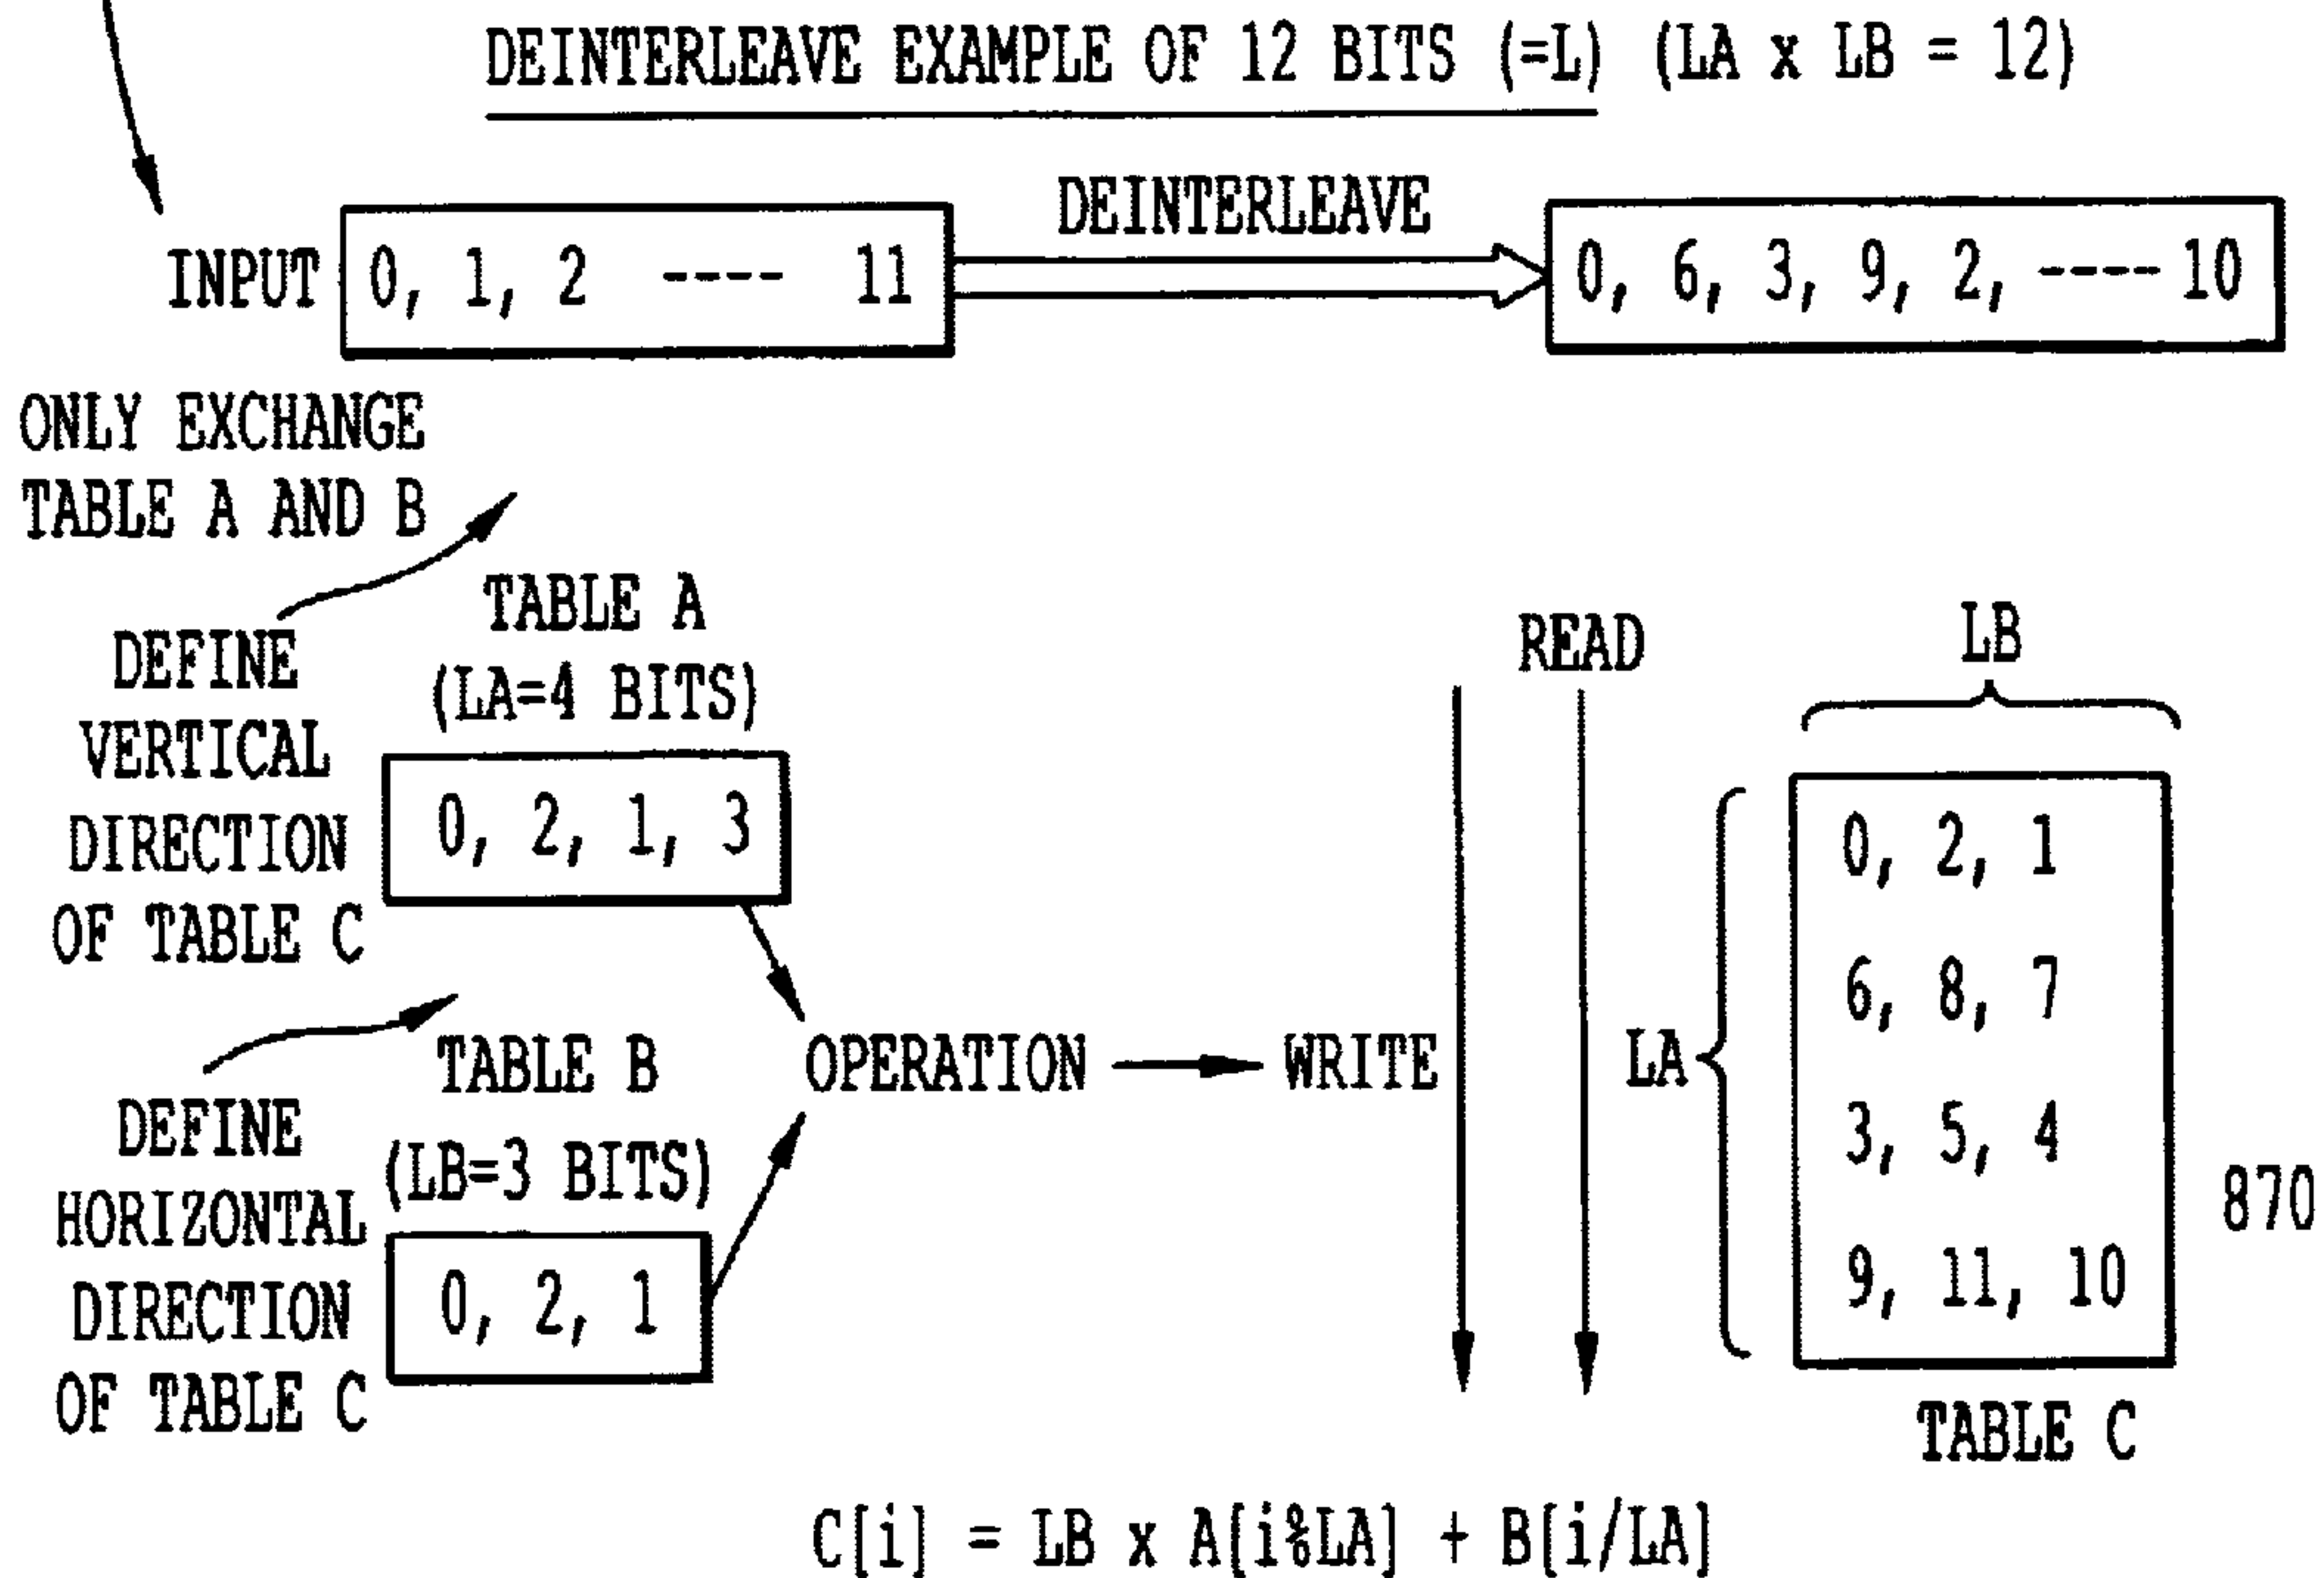 DEINTERLEAVE EXAMPLE OF 12 BITS (=L) (LA x LB = 12)
DEINTERLEAVE
INPUT
0, 1, 2 ---- 11
0, 6, 3, 9, 2, ---- 10
ONLY EXCHANGE
TABLE A AND B
DEFINE
VERTICAL
DIRECTION
OF TABLE C
TABLE A
(LA=4 BITS)
0, 2, 1, 3
DEFINE
HORIZONTAL
DIRECTION
OF TABLE C
TABLE B
(LB=3 BITS)
0, 2, 1
OPERATION
WRITE
READ
LB
LA
0, 2, 1
6, 8, 7
3, 5, 4
9, 11, 10
870
TABLE C
C[i] = LB x A[i%LA] + B[i/LA]